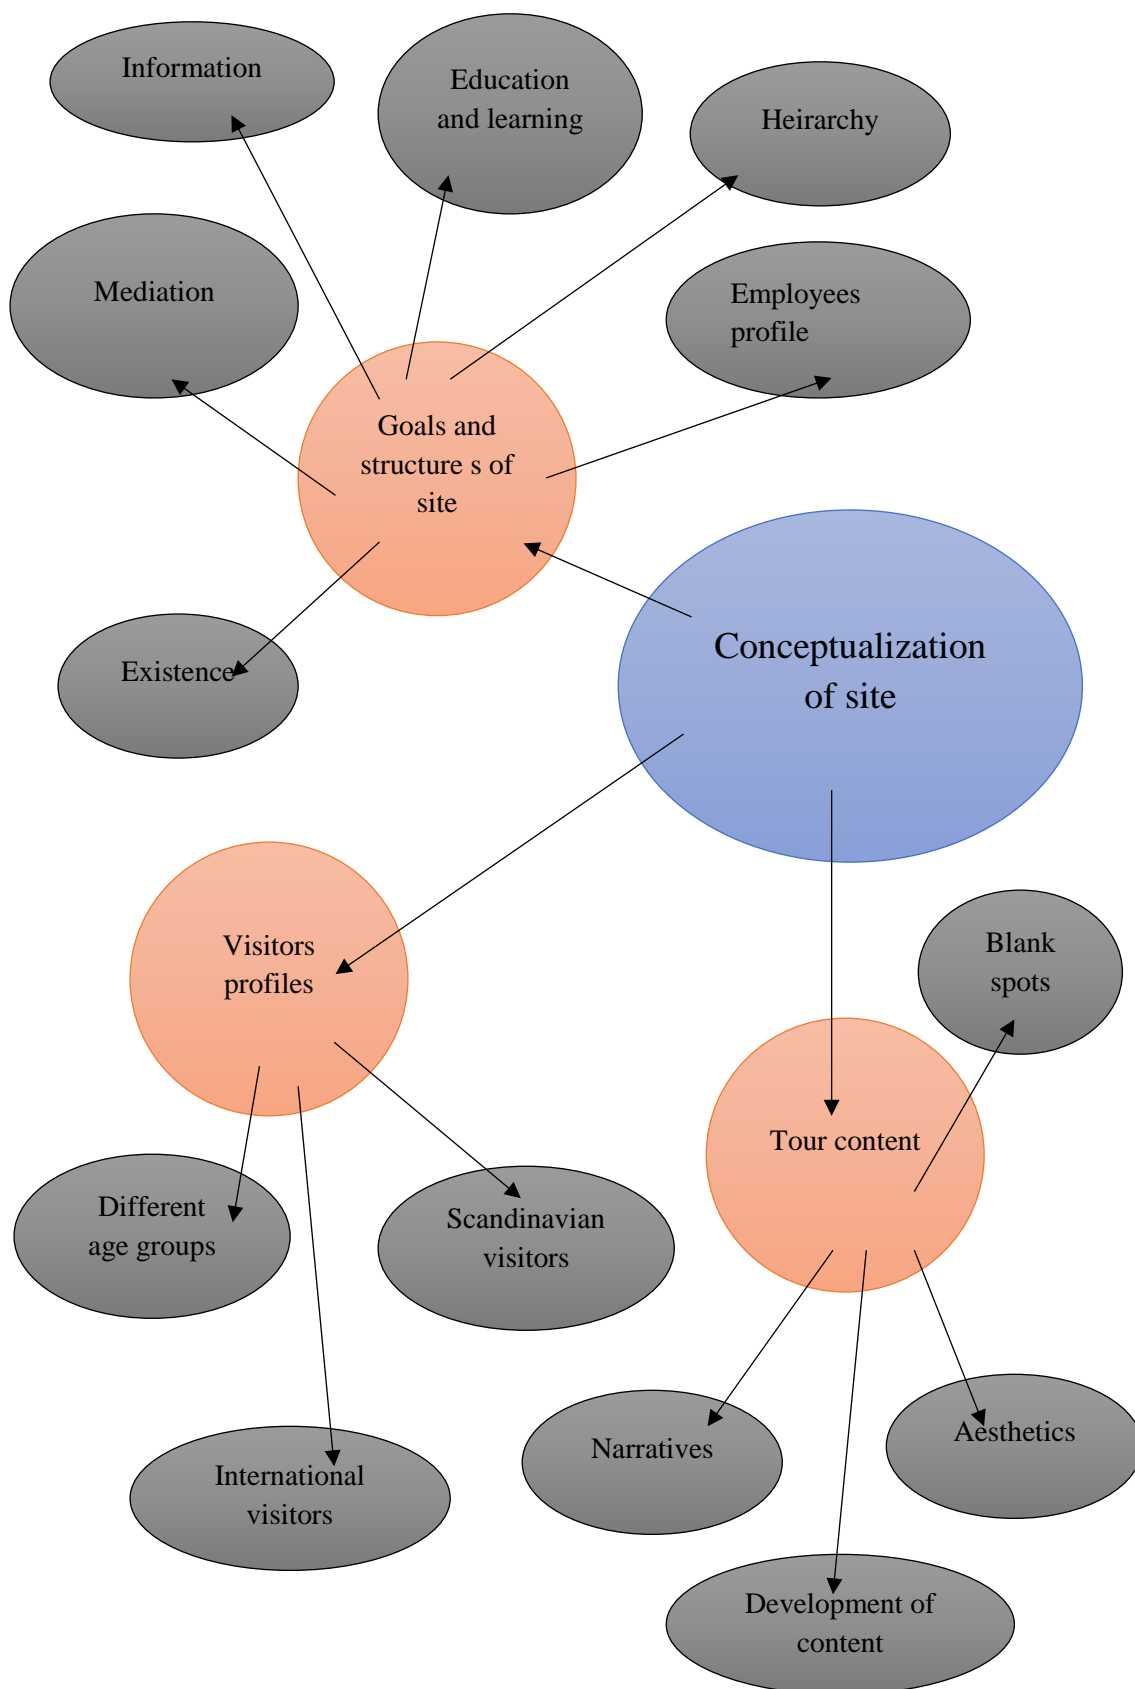 Information
Education
and learning
Heirarchy
Mediation
Employees
profile
Goals and
structure s of
site
Existence
Conceptualization
of site
Visitors
profiles
Blank
spots
Tour content
Different
age groups
Scandinavian
visitors
International
visitors
Narratives
Aesthetics
Development of
content